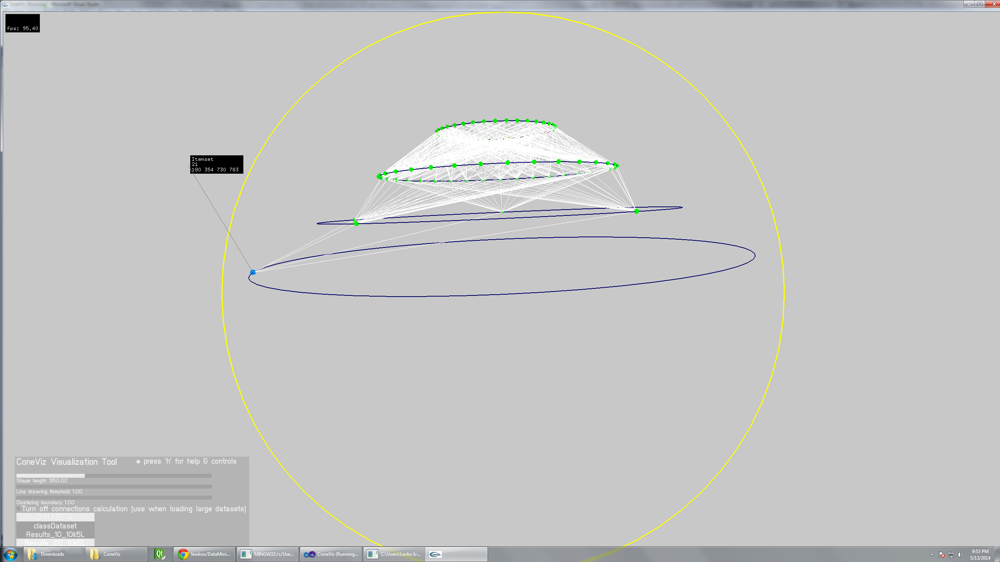 fps: 95.40
Itemset
21
180 354 730 783
ConeViz Visualization Tool * press 'h' for help & controls
Shape height: 350.00
Line drawing threshold: 1.00
Clustering boundary: 1.00
Turn off connections calculation (use when loading large datasets)
DATASETS
classDataset
Results_10_10k5L
Results_20_10k5L
Downloads
ConeViz
Qt
lewkoo/DataMini...
MINGW32:/c/Use...
ConeViz (Running...
C:\Users\Levko Iv...
OpenGL
9:53 PM
5/13/2014